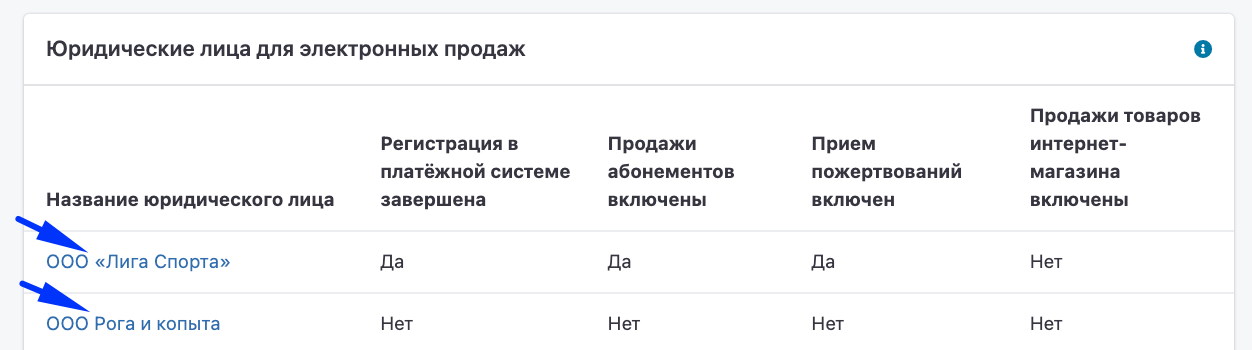 Юридические лица для электронных продаж
Название юридического лица
Регистрация в
платёжной системе
завершена
Продажи
абонементов
включены
Прием
пожертвований
включен
Продажи товаров
интернет-
магазина
включены
ООО «Лига Спорта» Да Да Да Нет
ООО Рога и копыта Нет Нет Нет Нет